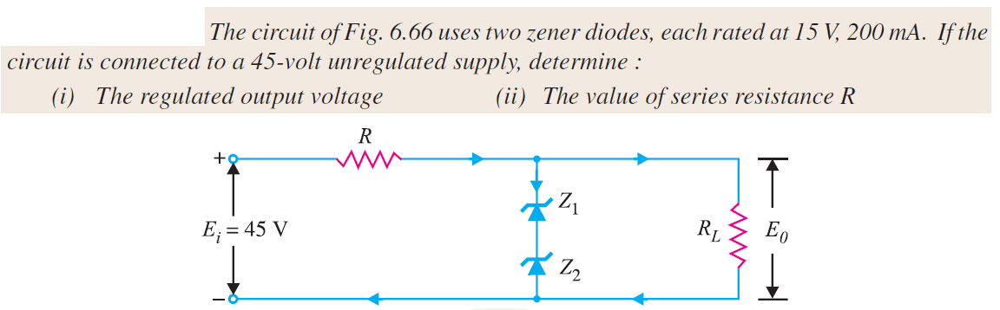 The circuit of Fig. 6.66 uses two zener diodes, each rated at 15 V, 200 mA. If the
circuit is connected to a 45-volt unregulated supply, determine :
(i) The regulated output voltage (ii) The value of series resistance R
R
+
Z1
Ei = 45 V
RL
E0
Z2
–